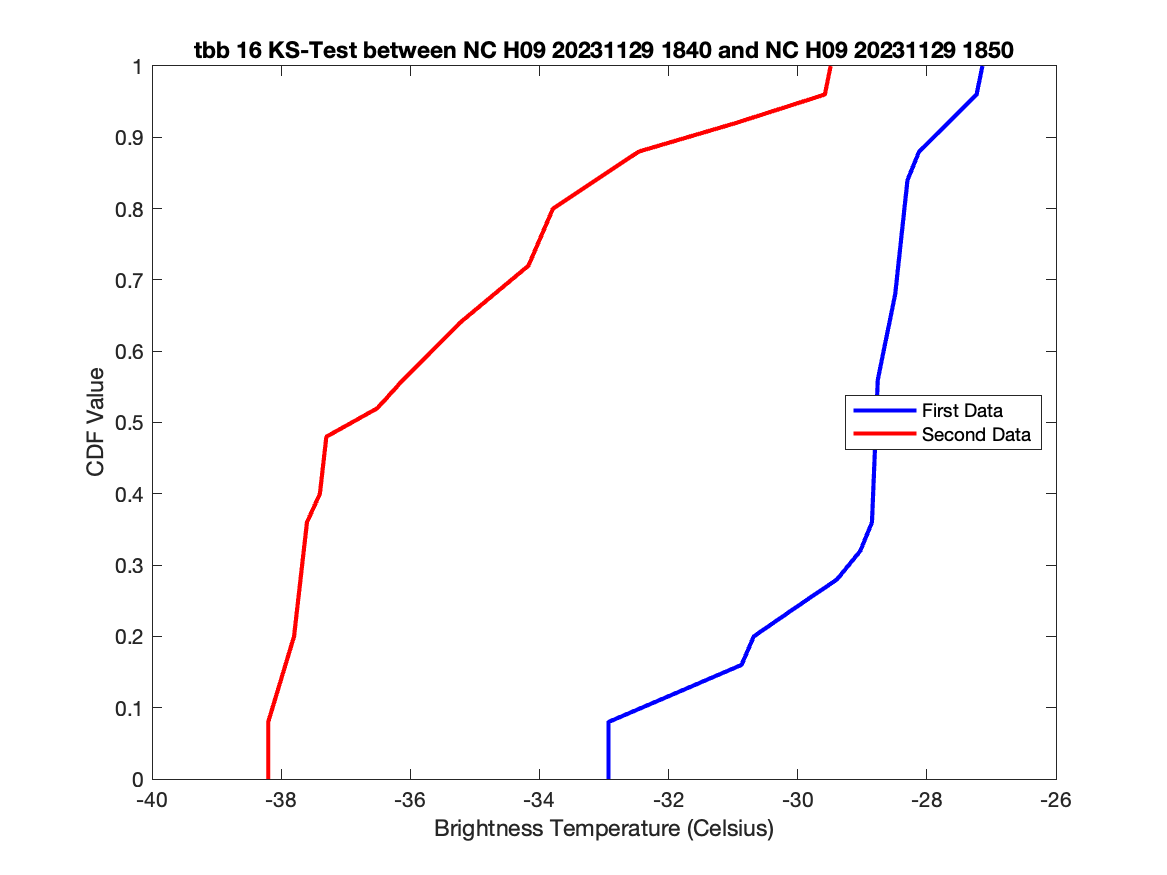 tbb 16 KS-Test between NC H09 20231129 1840 and NC H09 20231129 1850
1
0.9
0.8
0.7
0.6
0.5
0.4
0.3
0.2
0.1
0
CDF Value
First Data
Second Data
-40 -38 -36 -34 -32 -30 -28 -26
Brightness Temperature (Celsius)